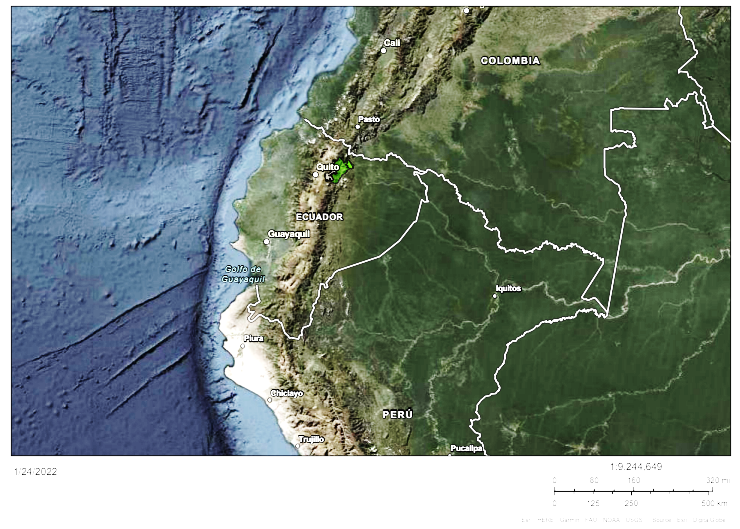 Cali
COLOMBIA
Pasto
Quito
ECUADOR
Guayaquil
Golfo de
Guayaquil
Iquitos
Piura
Chiclayo
PERÚ
Trujillo
Pucallpa
1/24/2022
1:9.244.649
0 80 160 320 mi
0 125 250 500 km